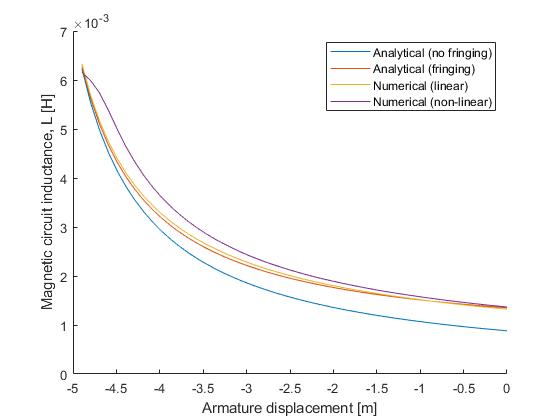 ×10⁻³
Analytical (no fringing)
Analytical (fringing)
Numerical (linear)
Numerical (non-linear)
7
6
5
4
3
2
1
0
Magnetic circuit inductance, L [H]
-5 -4.5 -4 -3.5 -3 -2.5 -2 -1.5 -1 -0.5 0
Armature displacement [m]